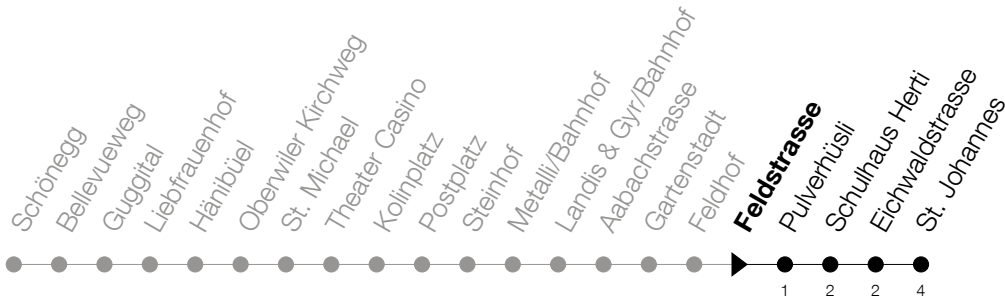 Schönegg
Bellevueweg
Guggital
Liebfrauenhof
Hänibüel
Oberwiler Kirchweg
St. Michael
Theater Casino
Kolinplatz
Postplatz
Steinhof
Metalli/Bahnhof
Landis & Gyr/Bahnhof
Aabachstrasse
Gartenstadt
Feldhof
Feldstrasse
Pulverhüsli
Schulhaus Herti
Eichwaldstrasse
St. Johannes
1 2 2 4